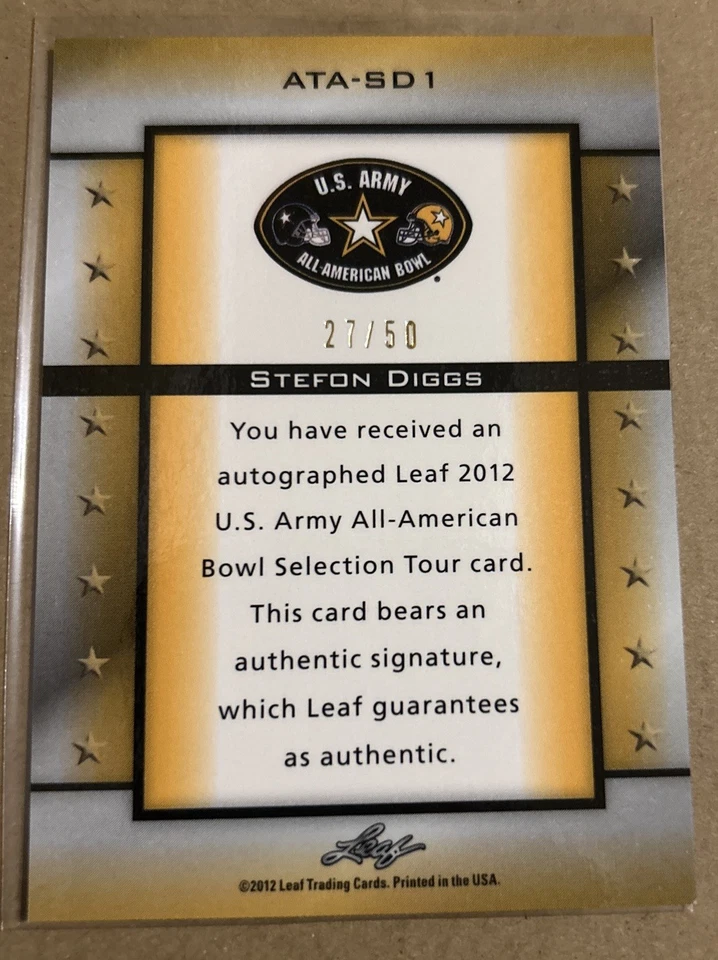 ATA-SD1
U.S. ARMY
ALL-AMERICAN BOWL
27/50
STEFON DIGGS
You have received an
autographed Leaf 2012
U.S. Army All-American
Bowl Selection Tour card.
This card bears an
authentic signature,
which Leaf guarantees
as authentic.
Leaf
©2012 Leaf Trading Cards. Printed in the USA.